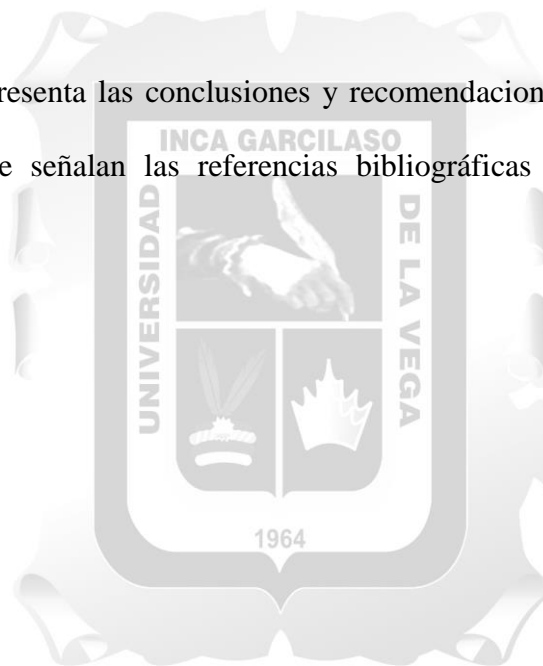 resenta las conclusiones y recomendacion
e señalan las referencias bibliográficas
INCA GARCILASO
UNIVERSIDAD
DE LA VEGA
1964